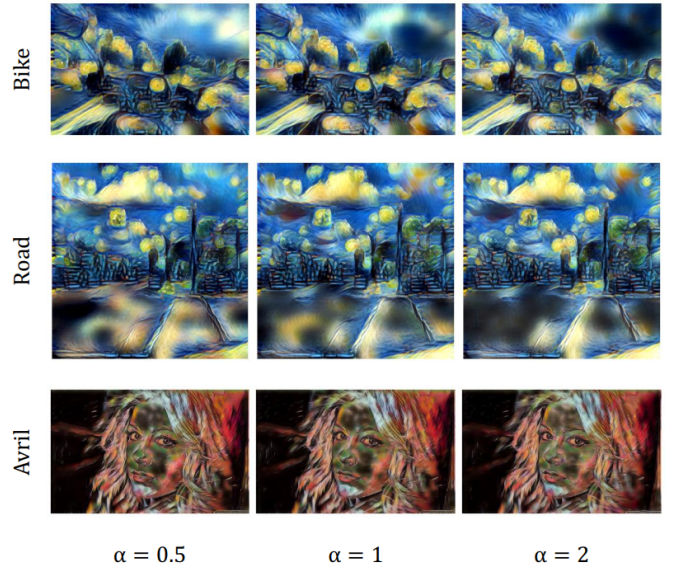 Bike
Road
Avril
α = 0.5
α = 1
α = 2